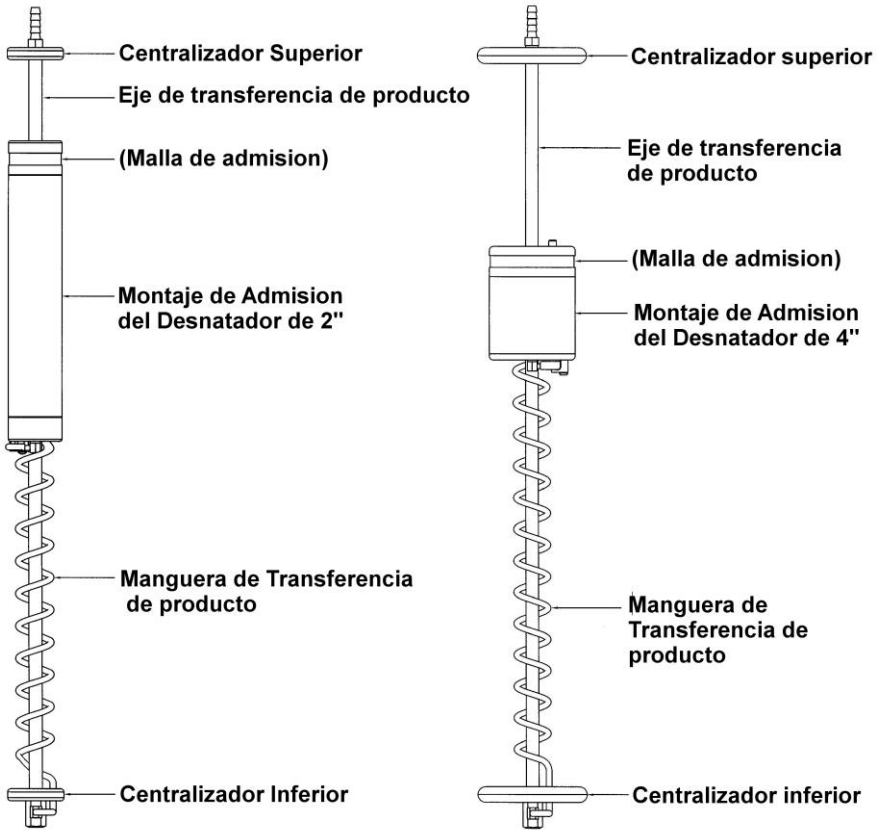 Centralizador Superior
Eje de transferencia de producto
(Malla de admision)
Montaje de Admision
del Desnatador de 2"
Manguera de Transferencia
de producto
Centralizador Inferior
Centralizador superior
Eje de transferencia
de producto
(Malla de admision)
Montaje de Admision
del Desnatador de 4"
Manguera de
Transferencia de
producto
Centralizador inferior